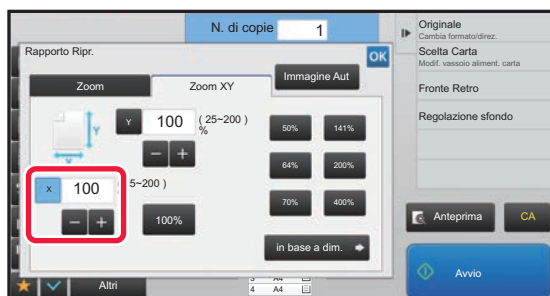 N. di copie 1
Rapporto Ripr.
OK
Zoom
Zoom XY
Immagine Aut
Y
Y 100 ( 25~200 )
%
− +
X
X 100
5~200 )
− +
100%
50% 141%
64% 200%
70% 400%
in base a dim.
Altri
A4
4 A4
Originale
Cambia formato/direz.
Scelta Carta
Modif. vassoio aliment. carta
Fronte Retro
Regolazione sfondo
Anteprima
CA
Avvio